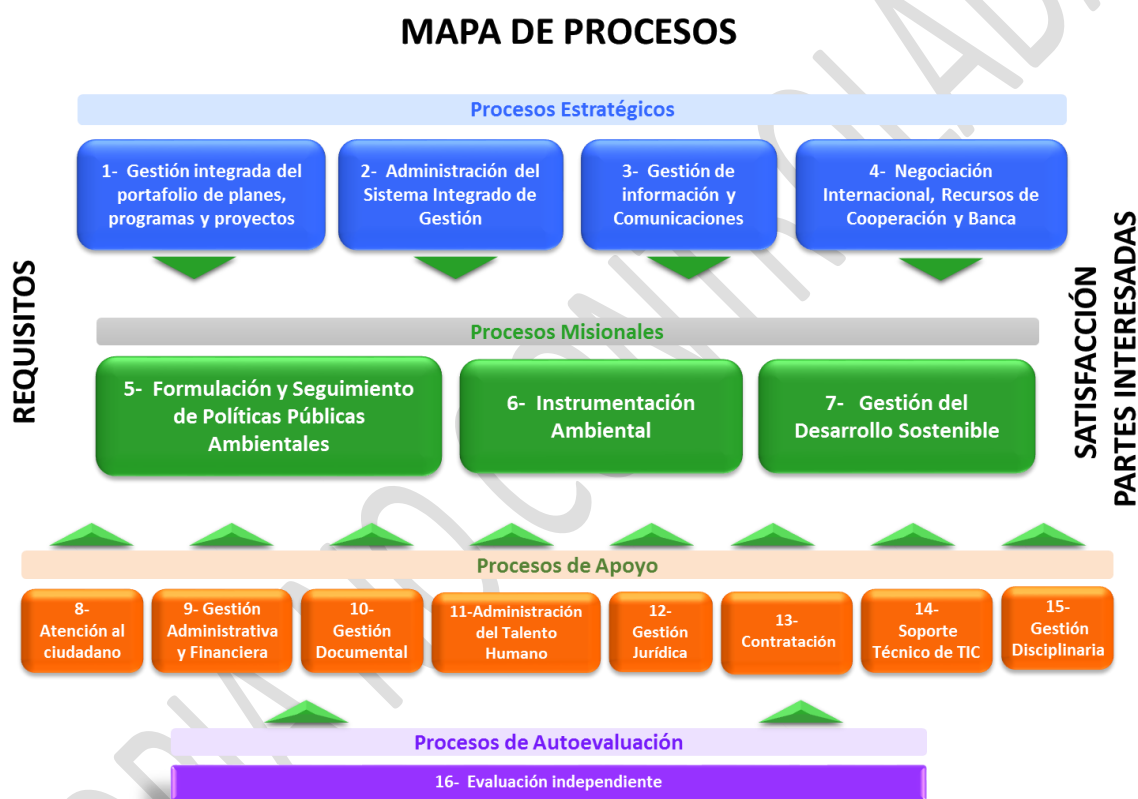 MAPA DE PROCESOS
Procesos Estratégicos
1- Gestión integrada del
portafolio de planes,
programas y proyectos
2- Administración del
Sistema Integrado de
Gestión
3- Gestión de
información y
Comunicaciones
4- Negociación
Internacional, Recursos de
Cooperación y Banca
REQUISITOS
SATISFACCIÓN
PARTES INTERESADAS
Procesos Misionales
5- Formulación y Seguimiento
de Políticas Públicas
Ambientales
6- Instrumentación
Ambiental
7- Gestión del
Desarrollo Sostenible
Procesos de Apoyo
8-
Atención al
ciudadano
9- Gestión
Administrativa
y Financiera
10-
Gestión
Documental
11-Administración
del Talento
Humano
12-
Gestión
Jurídica
13-
Contratación
14-
Soporte
Técnico de TIC
15-
Gestión
Disciplinaria
Procesos de Autoevaluación
16- Evaluación independiente